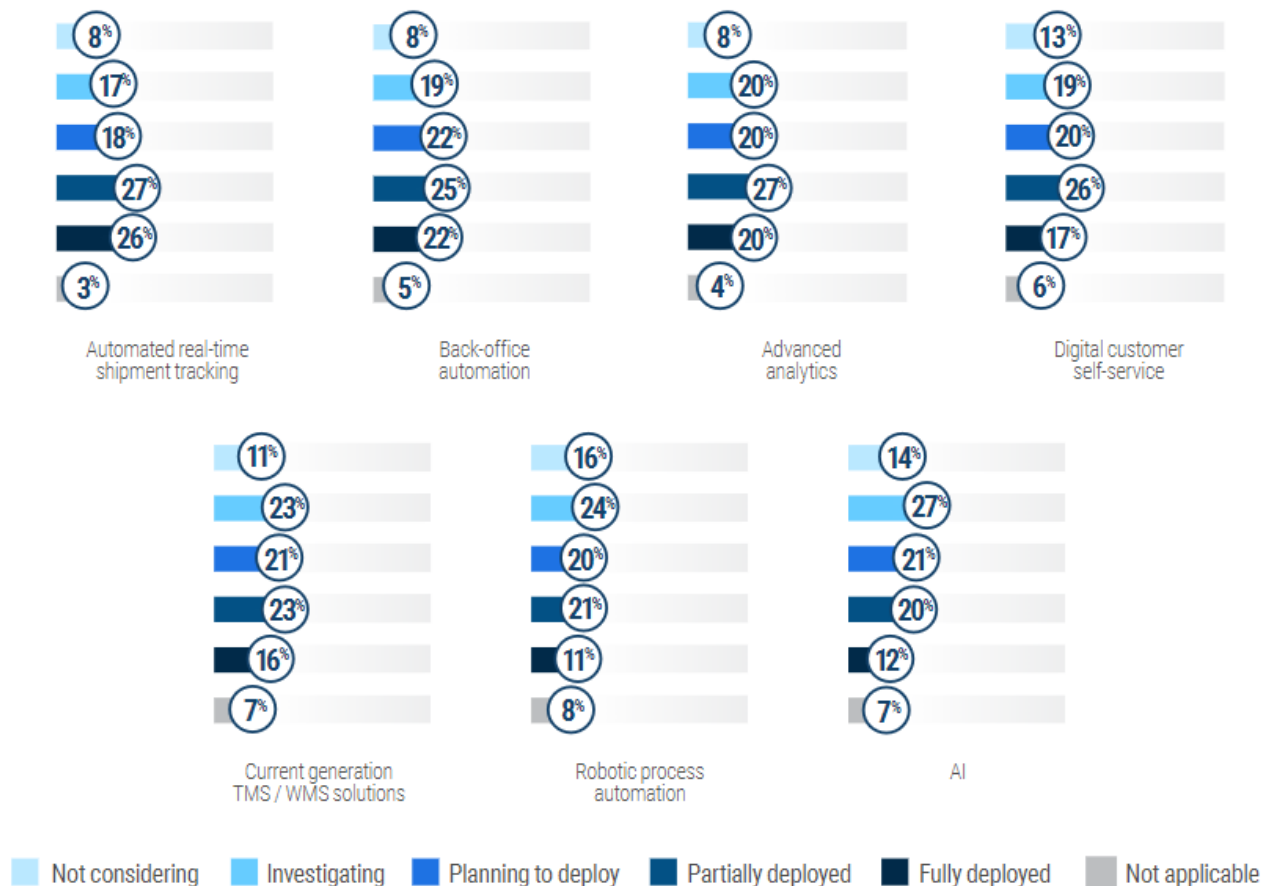 8% 8% 8% 13%
17% 19% 20% 19%
18% 22% 20% 20%
27% 25% 27% 26%
26% 22% 20% 17%
3% 5% 4% 6%
Automated real-time
shipment tracking
Back-office
automation
Advanced
analytics
Digital customer
self-service
11% 16% 14%
23% 24% 27%
21% 20% 21%
23% 21% 20%
16% 11% 12%
7% 8% 7%
Current generation
TMS / WMS solutions
Robotic process
automation
AI
Not considering Investigating Planning to deploy Partially deployed Fully deployed Not applicable